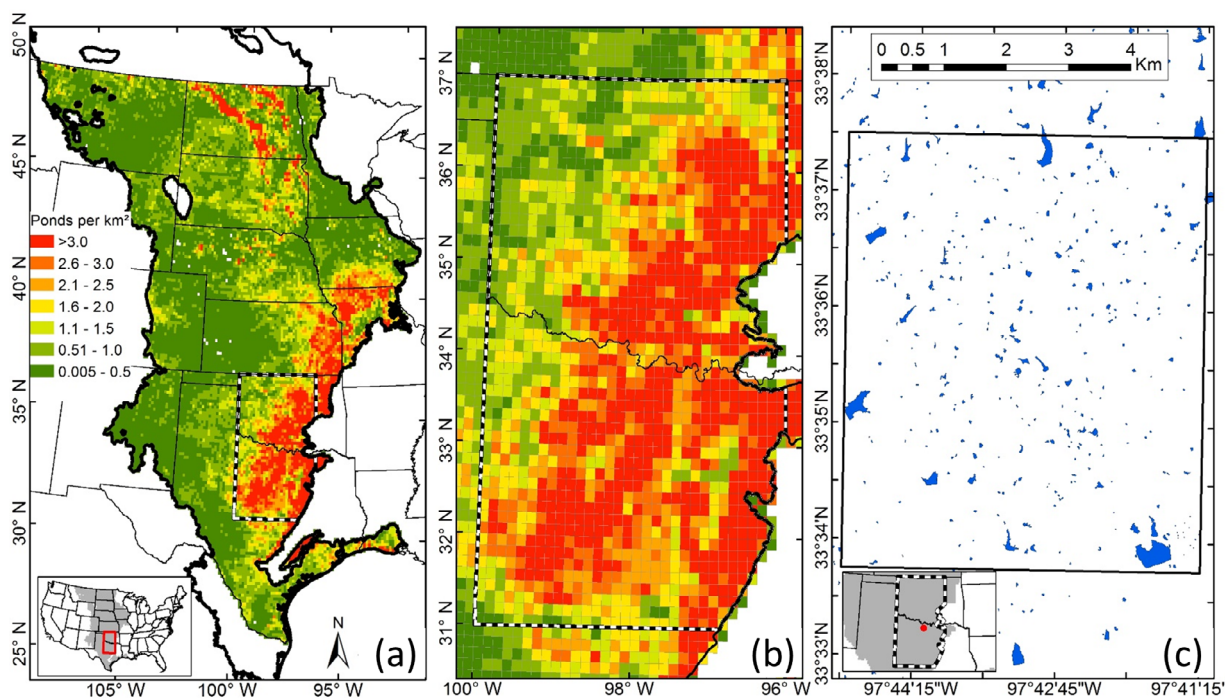 50° N
45° N
40° N
35° N
30° N
25° N
Ponds per km²
>3.0
2.6 - 3.0
2.1 - 2.5
1.6 - 2.0
1.1 - 1.5
0.51 - 1.0
0.005 - 0.5
N
(a)
105° W
100° W
95° W
37° N
36° N
35° N
34° N
33° N
32° N
31° N
(b)
100° W
98° W
96° W
0 0.5 1 2 3 4
Km
33°38'N
33°37'N
33°36'N
33°35'N
33°34'N
33°33'N
(c)
97°44'15"W
97°42'45"W
97°41'15"W